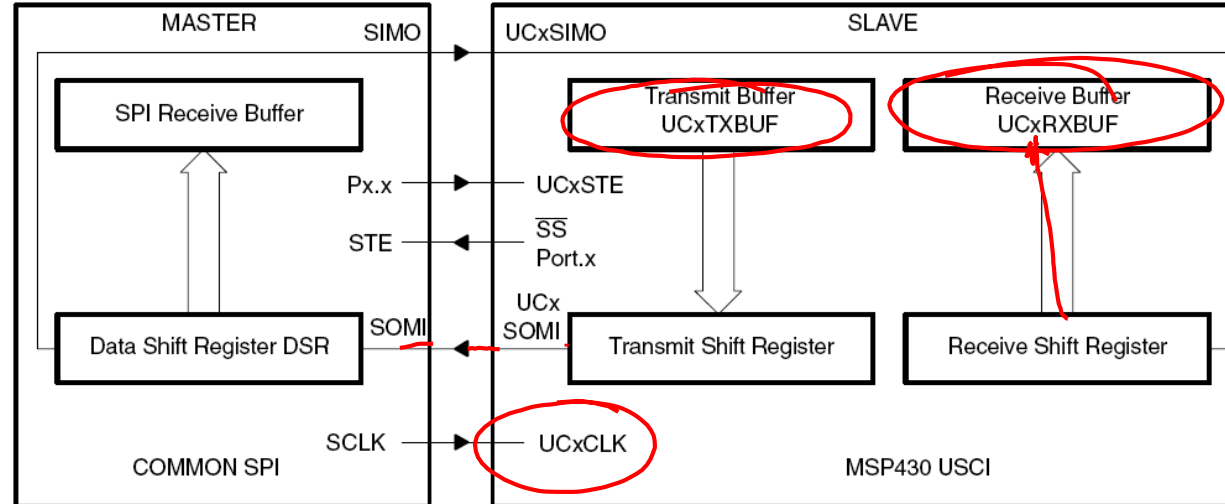 MASTER
SLAVE
SIMO
UCxSIMO
SPI Receive Buffer
Transmit Buffer
UCxTXBUF
Receive Buffer
UCxRXBUF
Px.x
UCxSTE
STE
SS
Port.x
SOMI
UCx
SOMI
Data Shift Register DSR
Transmit Shift Register
Receive Shift Register
SCLK
UCxCLK
COMMON SPI
MSP430 USCI